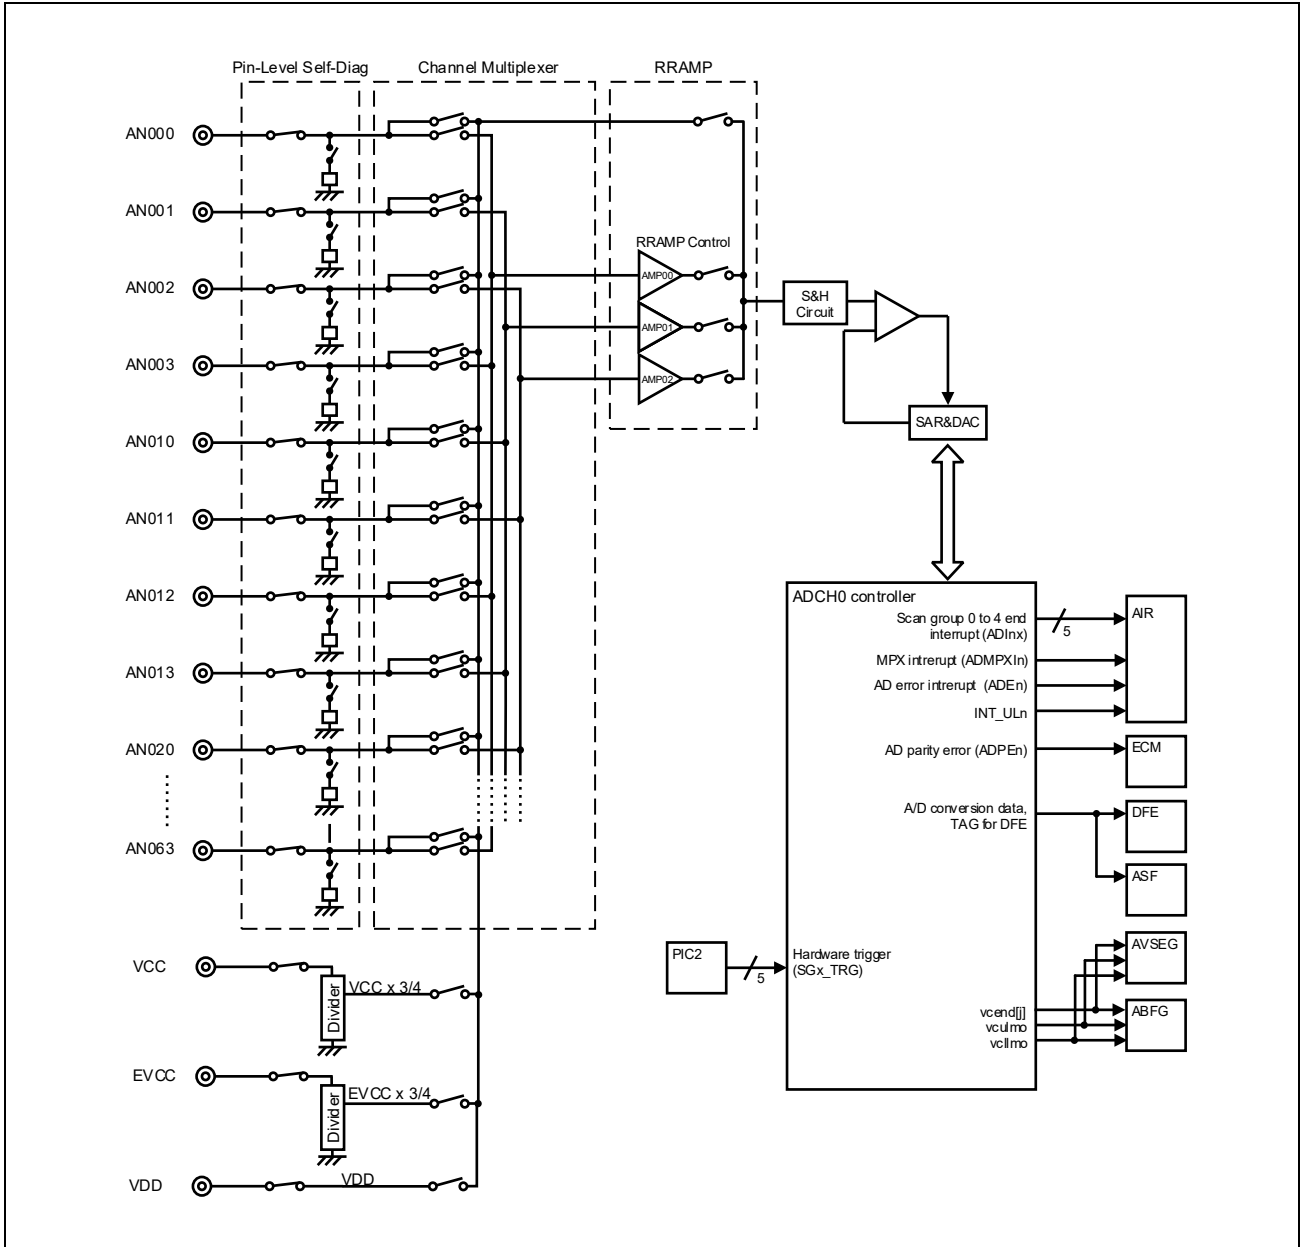 Pin-Level Self-Diag
Channel Multiplexer
RRAMP
AN000
AN001
RRAMP Control
AN002
AMP00
S&H
Circuit
AMP01
AN003
AMP02
SAR&DAC
AN010
AN011
AN012
ADCH0 controller
AIR
Scan group 0 to 4 end
interrupt (ADInx)
5
MPX intrerupt (ADMPXIn)
AN013
AD error intrerupt (ADEn)
INT_ULn
AN020
AD parity error (ADPEn)
ECM
A/D conversion data,
TAG for DFE
DFE
AN063
ASF
PIC2
5
Hardware trigger
(SGx_TRG)
AVSEG
VCC
Divider
VCC x 3/4
vcend[j]
vculmo
vcllmo
ABFG
EVCC
Divider
EVCC x 3/4
VDD
VDD